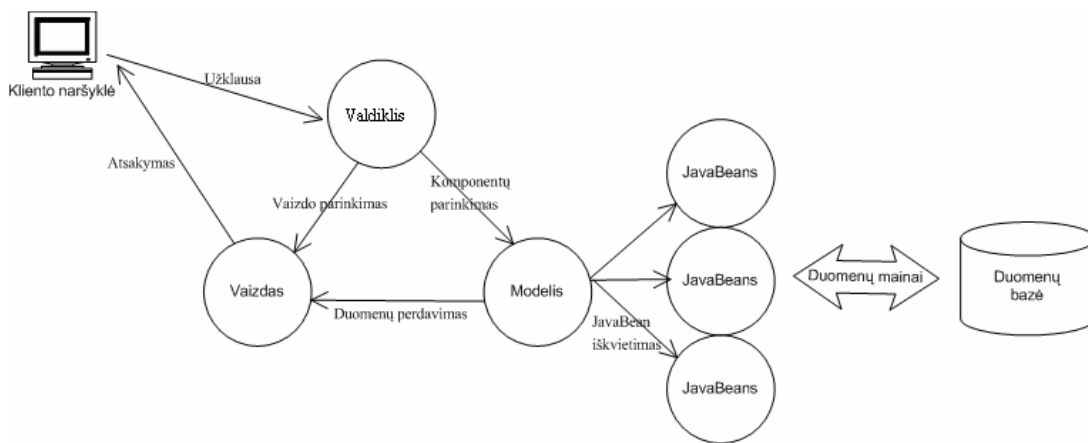 Kliento naršyklė
Užklausa
Valdiklis
Atsakymas
Vaizdo parinkimas
Komponentų
parinkimas
JavaBeans
Vaizdas
Duomenų perdavimas
Modelis
JavaBeans
JavaBean
iškvietimas
JavaBeans
Duomenų mainai
Duomenų
bazė